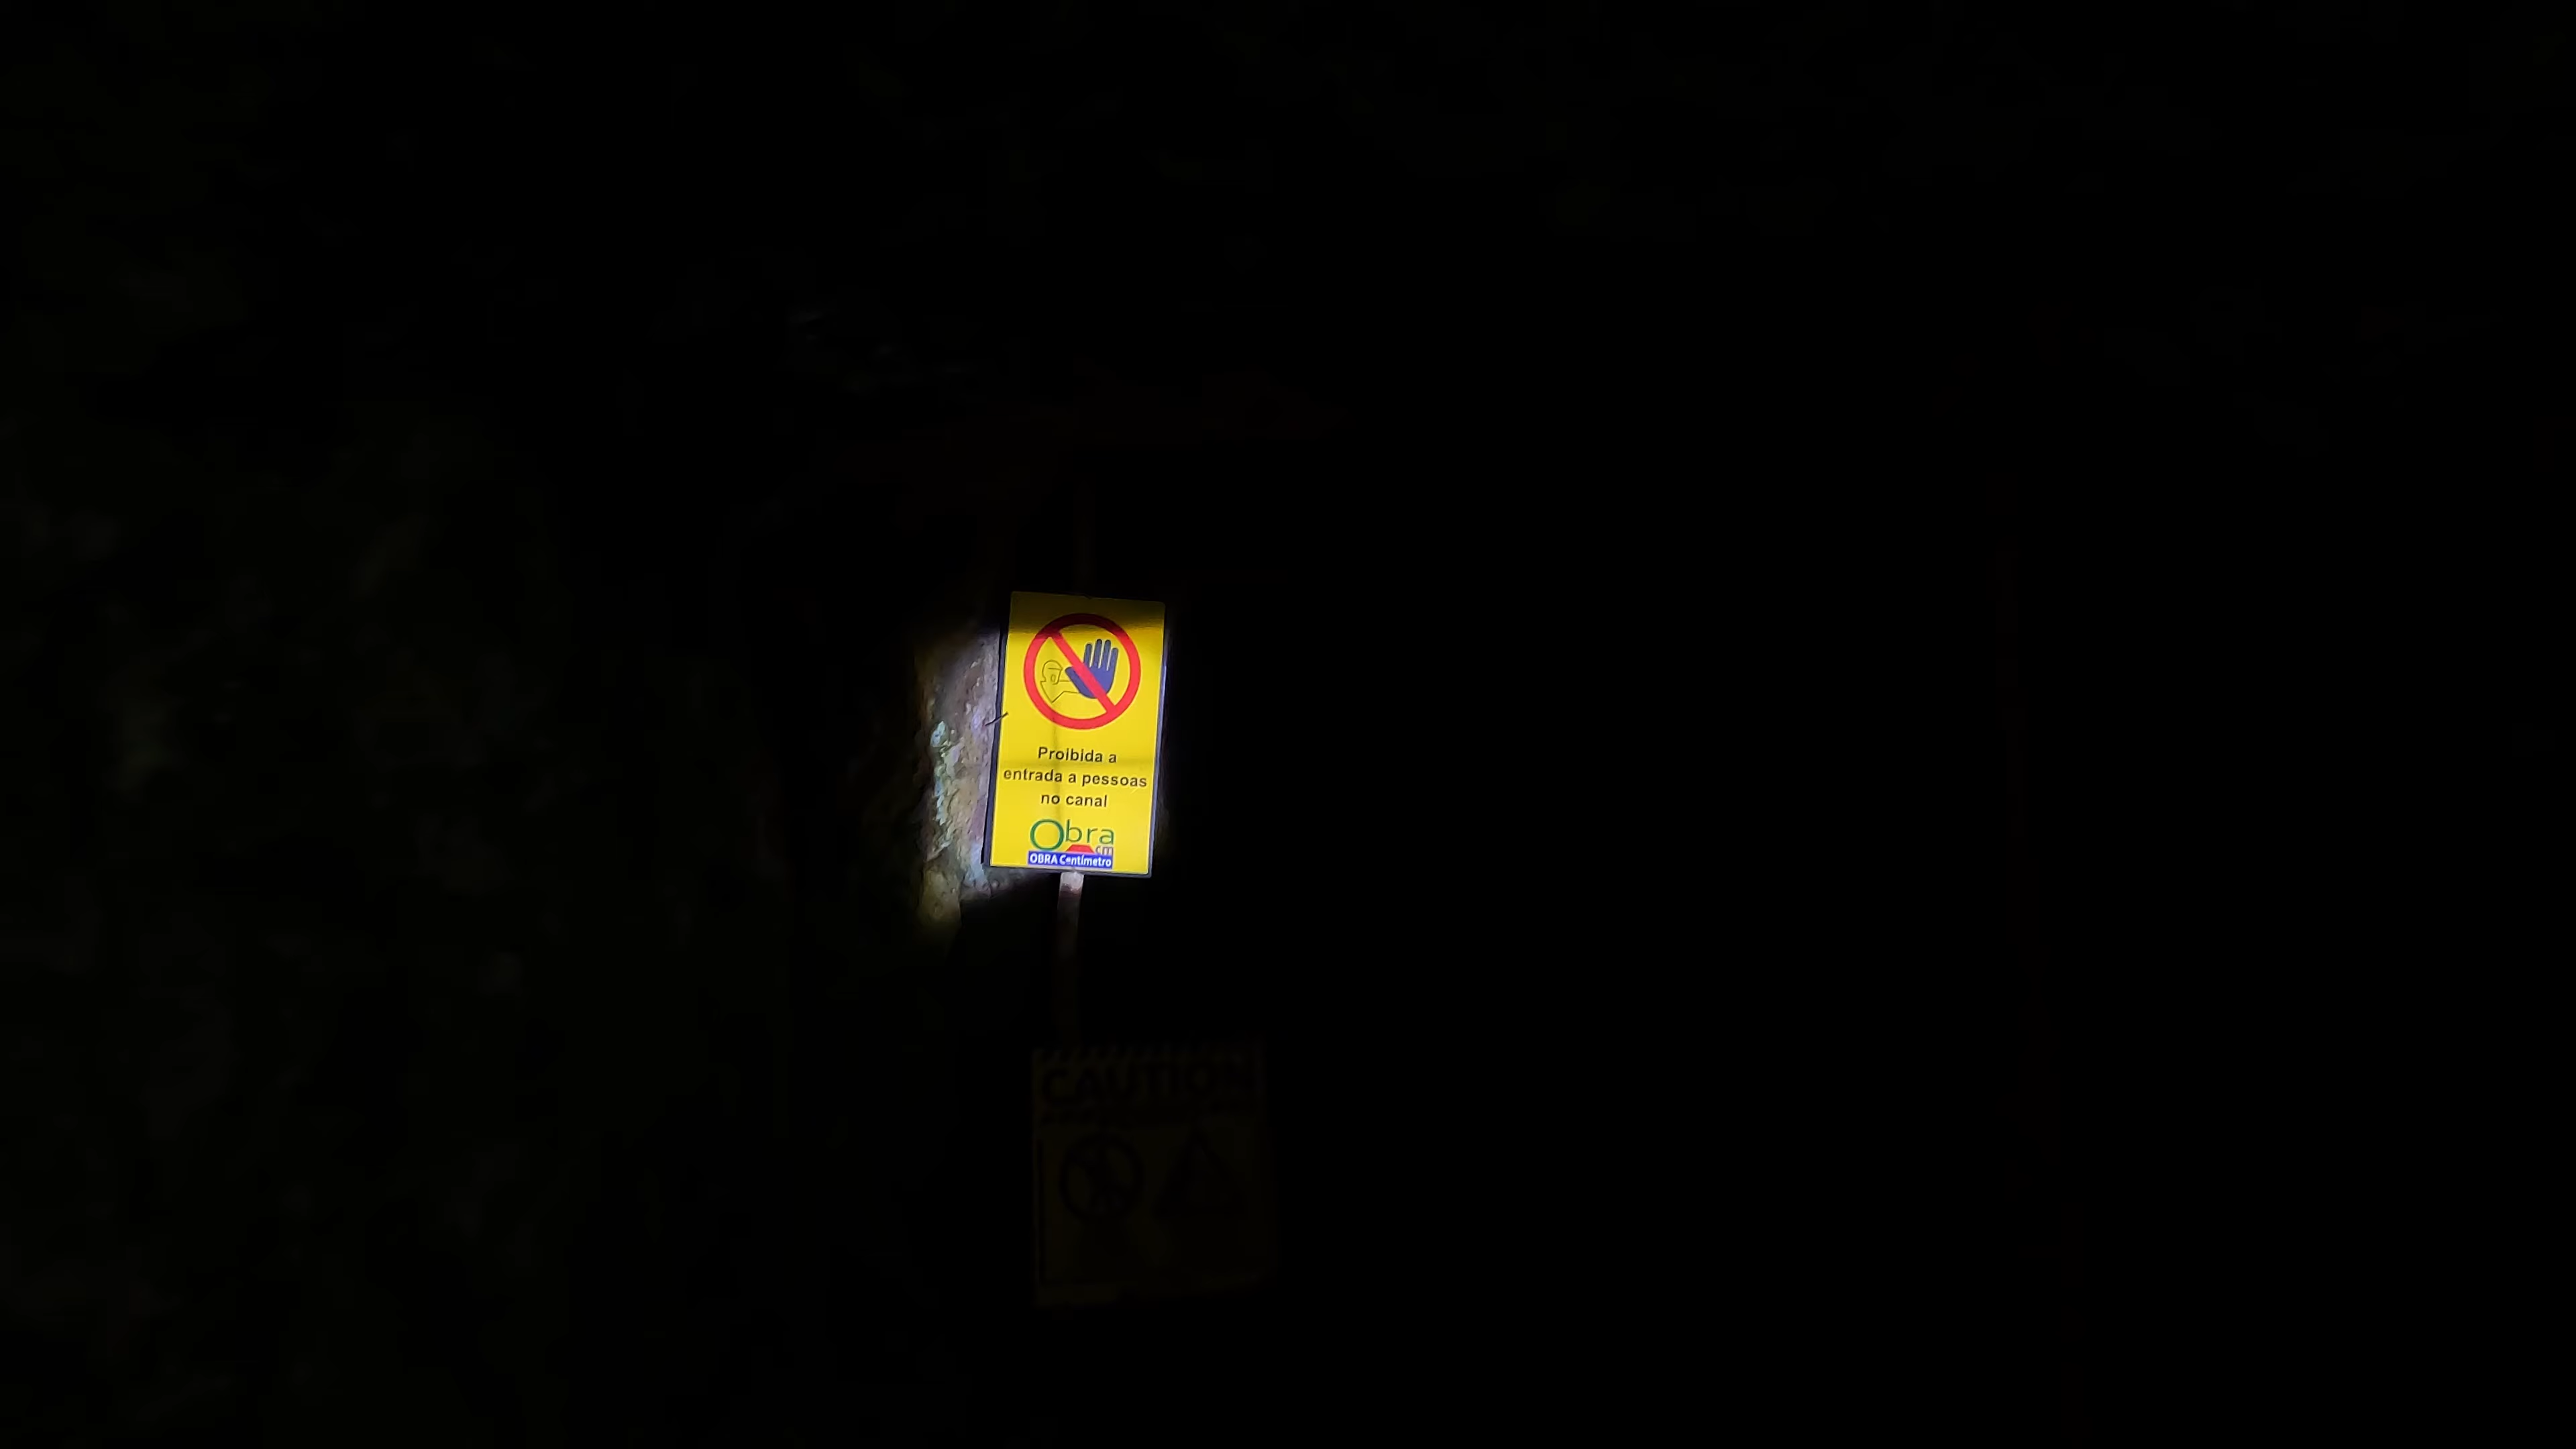 Proibida a
entrada a pessoas
no canal
Obra
cm
OBRA Centímetro
CAUTION